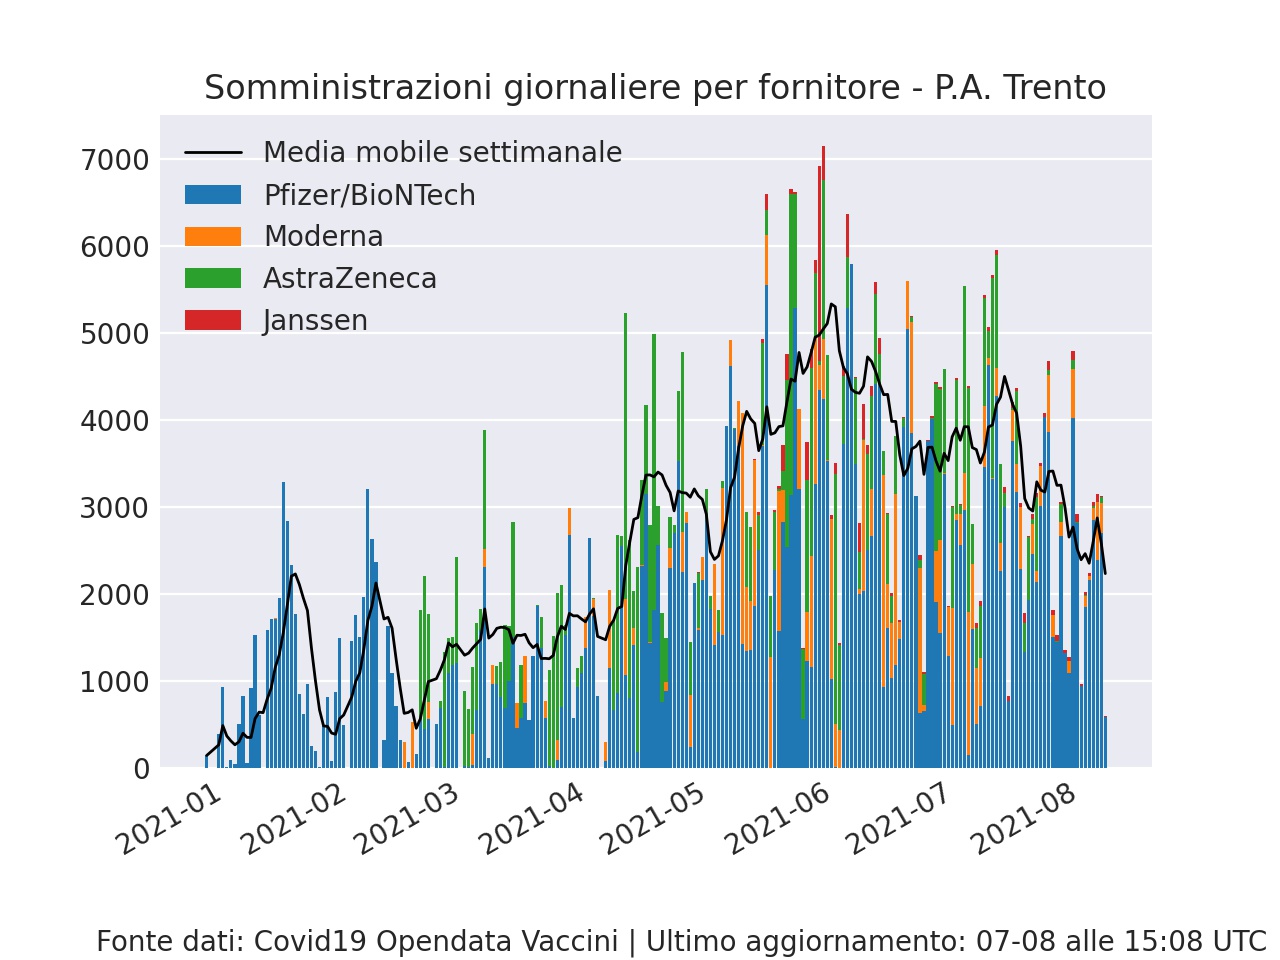 Somministrazioni giornaliere per fornitore - P.A. Trento
Media mobile settimanale
Pfizer/BioNTech
Moderna
AstraZeneca
Janssen
7000
6000
5000
4000
3000
2000
1000
0
2021-01
2021-02
2021-03
2021-04
2021-05
2021-06
2021-07
2021-08
Fonte dati: Covid19 Opendata Vaccini | Ultimo aggiornamento: 07-08 alle 15:08 UTC